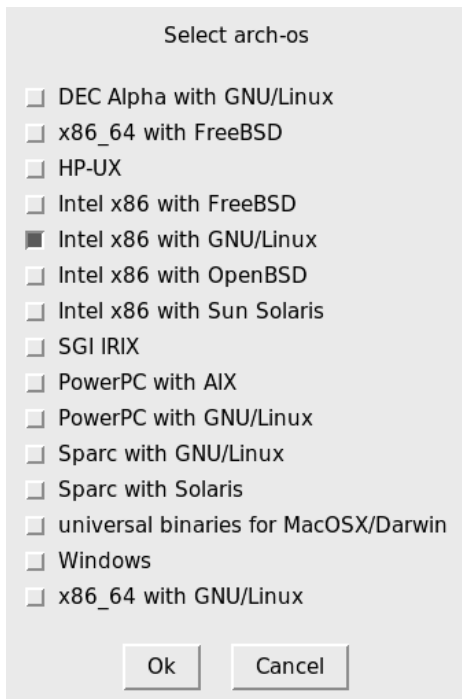 Select arch-os
DEC Alpha with GNU/Linux
x86_64 with FreeBSD
HP-UX
Intel x86 with FreeBSD
Intel x86 with GNU/Linux
Intel x86 with OpenBSD
Intel x86 with Sun Solaris
SGI IRIX
PowerPC with AIX
PowerPC with GNU/Linux
Sparc with GNU/Linux
Sparc with Solaris
universal binaries for MacOSX/Darwin
Windows
x86_64 with GNU/Linux
Ok Cancel